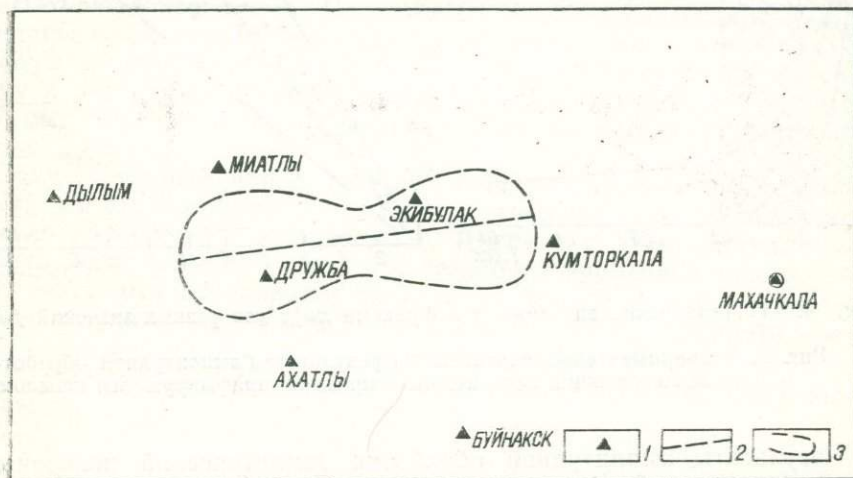 МИАТЛЫ
ДЫЛЫМ
ЭКИБУЛАК
КУМТОРКАЛА
ДРУЖБА
МАХАЧКАЛА
АХАТЛЫ
БУЙНАКСК 1 2 3